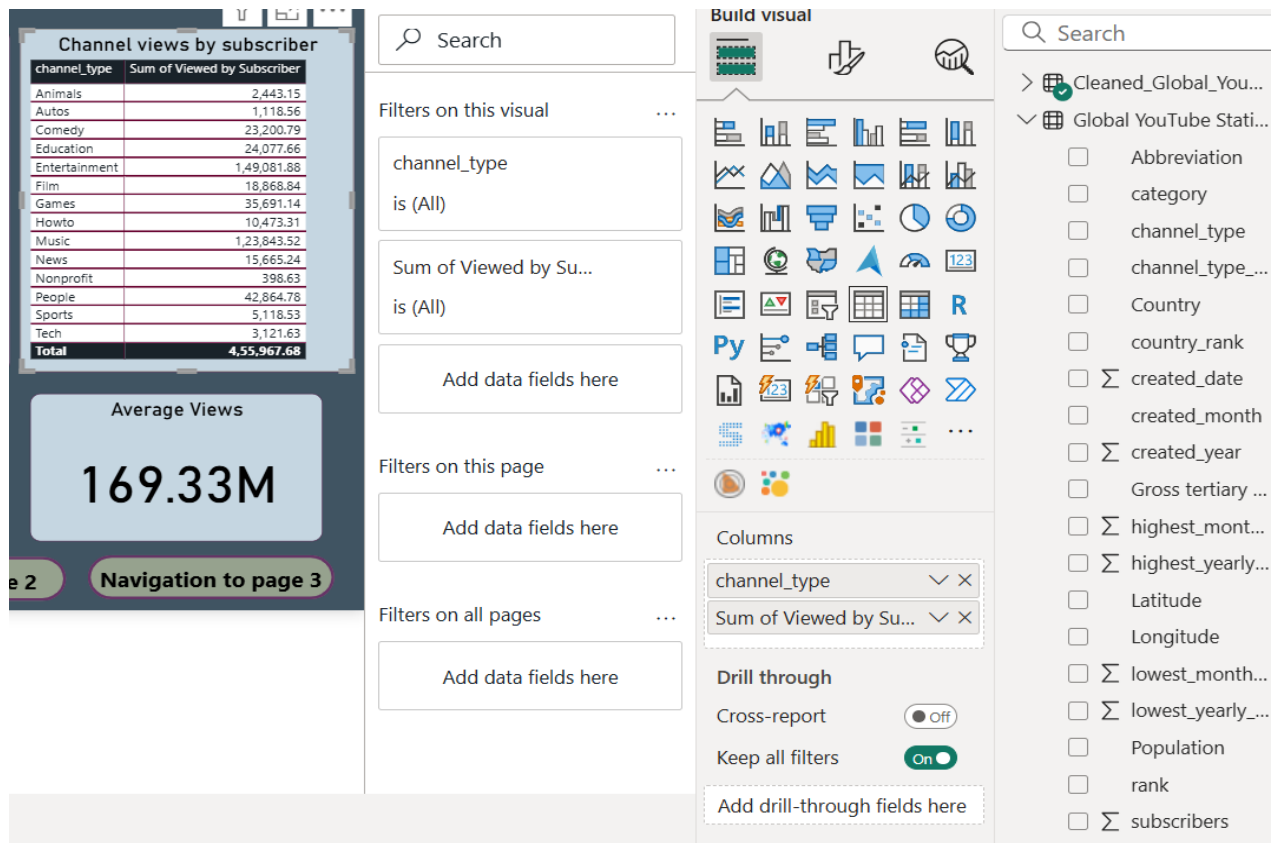 Channel views by subscriber
channel_type Sum of Viewed by Subscriber
Animals 2,443.15
Autos 1,118.56
Comedy 23,200.79
Education 24,077.66
Entertainment 1,49,081.88
Film 18,868.84
Games 35,691.14
Howto 10,473.31
Music 1,23,843.52
News 15,665.24
Nonprofit 398.63
People 42,864.78
Sports 5,118.53
Tech 3,121.63
Total 4,55,967.68
Average Views
169.33M
e 2
Navigation to page 3
Search
Filters on this visual ...
channel_type
is (All)
Sum of Viewed by Su...
is (All)
Add data fields here
Filters on this page ...
Add data fields here
Filters on all pages ...
Add data fields here
Build visual
123
R
Py
123
...
Columns
channel_type
Sum of Viewed by Su...
Drill through
Cross-report Off
Keep all filters On
Add drill-through fields here
Search
Cleaned_Global_You...
Global YouTube Stati...
Abbreviation
category
channel_type
channel_type_...
Country
country_rank
Σ created_date
created_month
Σ created_year
Gross tertiary ...
Σ highest_mont...
Σ highest_yearly...
Latitude
Longitude
Σ lowest_month...
Σ lowest_yearly_...
Population
rank
Σ subscribers